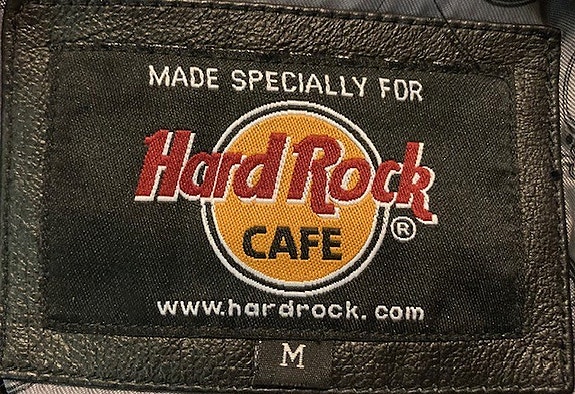 MADE SPECIALLY FOR
Hard Rock
®
CAFE
www.hardrock.com
M